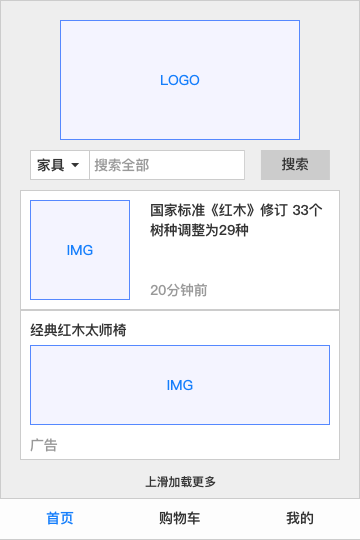 LOGO
家具 搜索全部 搜索
IMG
国家标准《红木》修订 33个
树种调整为29种
20分钟前
经典红木太师椅
IMG
广告
上滑加载更多
首页 购物车 我的